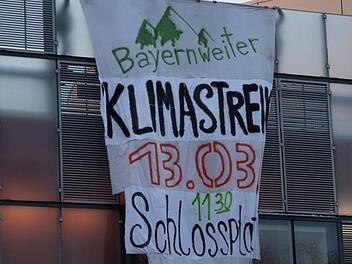 Bayernweiter
KLIMASTREI
13.03
11 30
Schlosspla